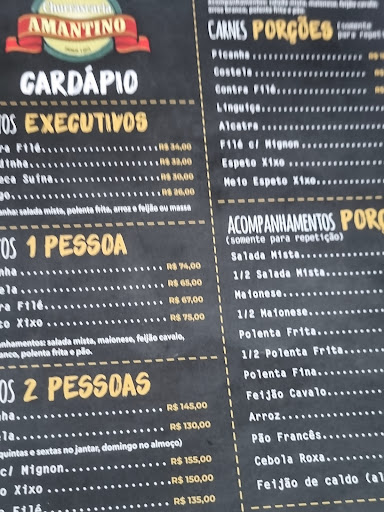 Churrascaria
AMANTINO
CARDÁPIO
EXECUTIVOS
Filé R$ 34,00
R$ 32,00
Suína R$ 30,00
R$ 26,00
salada mista, polenta frita, arroz e feijão ou massa
1 PESSOA
R$ 74,00
R$ 65,00
Filé R$ 67,00
Xixo R$ 75,00
salada mista, maionese, feijão cavalo,
polenta frita e pão.
2 PESSOAS
R$ 145,00
R$ 130,00
quintas e sextas no jantar, domingo no almoço)
c/ Mignon R$ 155,00
Xixo R$ 150,00
Filé R$ 135,00
CARNES PORÇÕES (somente
para
Picanha R$
Costela R$
Contra Filé R$
Linguiça
Alcatra
Filé c/ Mignon
Espeto Xixo
Meio Espeto Xixo
ACOMPANHAMENTOS
(somente para repetição)
Salada Mista
1/2 Salada Mista
Maionese
1/2 Maionese
Polenta Frita
1/2 Polenta Frita
Polenta Fina
Feijão Cavalo
Arroz
Pão Francês
Cebola Roxa
Feijão de caldo